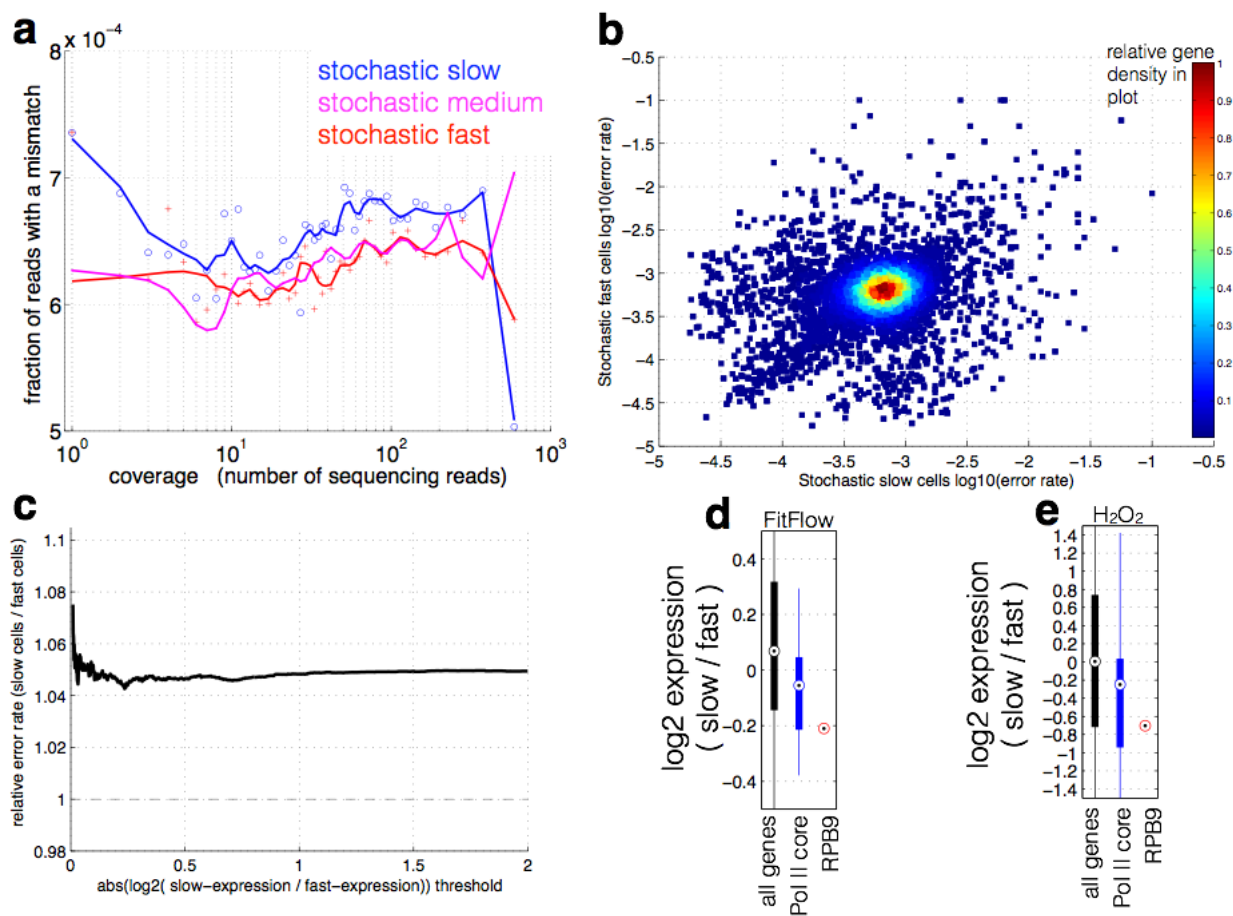 a
8 x 10⁻⁴
7
6
5
fraction of reads with a mismatch
stochastic slow
stochastic medium
stochastic fast
10⁰ 10¹ 10² 10³
coverage (number of sequencing reads)
b
-0.5
-1
-1.5
-2
-2.5
-3
-3.5
-4
-4.5
-5
Stochastic fast cells log10(error rate)
relative gene
density in
plot
1
0.9
0.8
0.7
0.6
0.5
0.4
0.3
0.2
0.1
-5 -4.5 -4 -3.5 -3 -2.5 -2 -1.5 -1 -0.5
Stochastic slow cells log10(error rate)
c
1.1
1.08
1.06
1.04
1.02
1
0.98
relative error rate (slow cells / fast cells)
0 0.5 1 1.5 2
abs(log2( slow-expression / fast-expression)) threshold
d
FitFlow
log2 expression
( slow / fast )
0.4
0.2
0
-0.2
-0.4
all genes
Pol II core
RPB9
e
H₂O₂
log2 expression
( slow / fast )
1.4
1.2
1
0.8
0.6
0.4
0.2
0
-0.2
-0.4
-0.6
-0.8
-1
-1.2
-1.4
all genes
Pol II core
RPB9